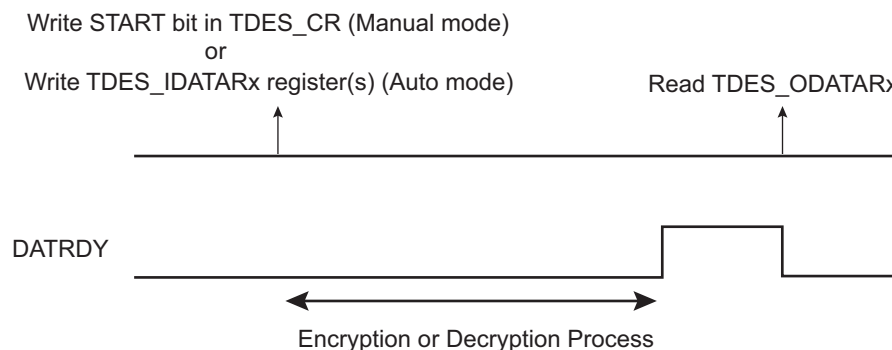 Write START bit in TDES_CR (Manual mode)
or
Write TDES_IDATARx register(s) (Auto mode)
Read TDES_ODATARx
DATRDY
Encryption or Decryption Process